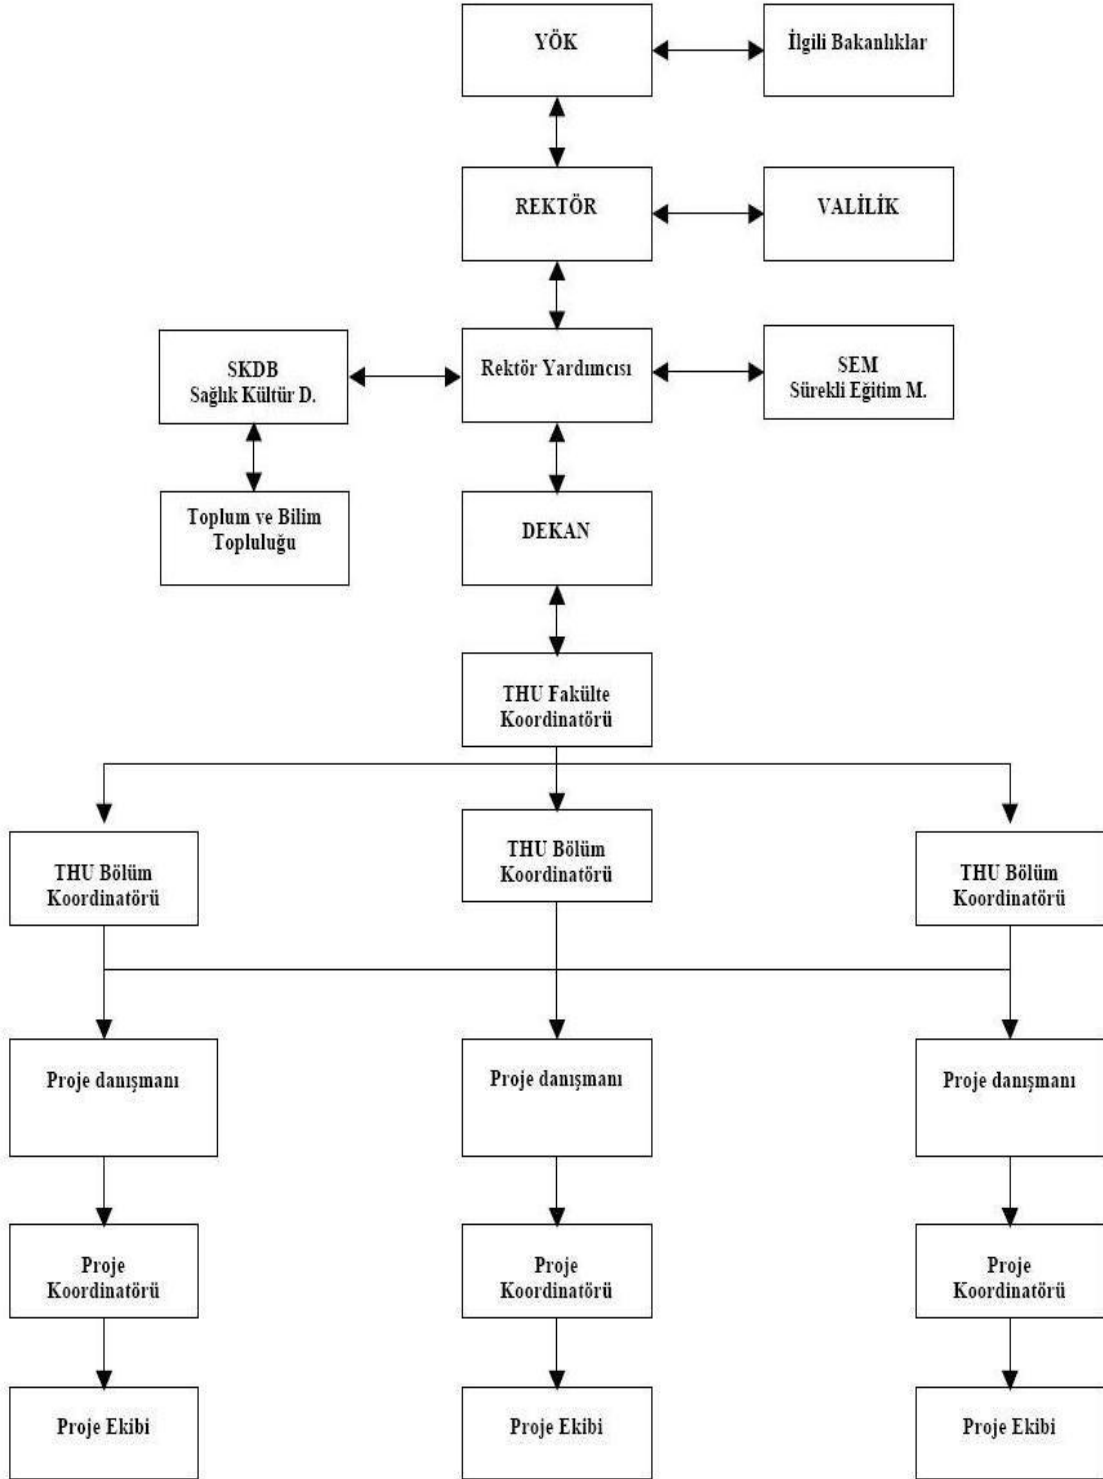 YÖK
İlgili Bakanlıklar
REKTÖR
VALİLİK
SKDB
Sağlık Kültür D.
Rektör Yardımcısı
SEM
Sürekli Eğitim M.
Toplum ve Bilim
Topluluğu
DEKAN
THU Fakülte
Koordinatörü
THU Bölüm
Koordinatörü
THU Bölüm
Koordinatörü
THU Bölüm
Koordinatörü
Proje danışmanı
Proje danışmanı
Proje danışmanı
Proje
Koordinatörü
Proje
Koordinatörü
Proje
Koordinatörü
Proje Ekibi
Proje Ekibi
Proje Ekibi